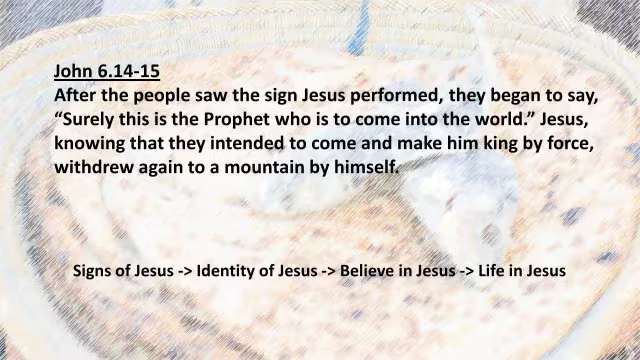 John 6.14-15
After the people saw the sign Jesus performed, they began to say,
“Surely this is the Prophet who is to come into the world.” Jesus,
knowing that they intended to come and make him king by force,
withdrew again to a mountain by himself.
Signs of Jesus -> Identity of Jesus -> Believe in Jesus -> Life in Jesus